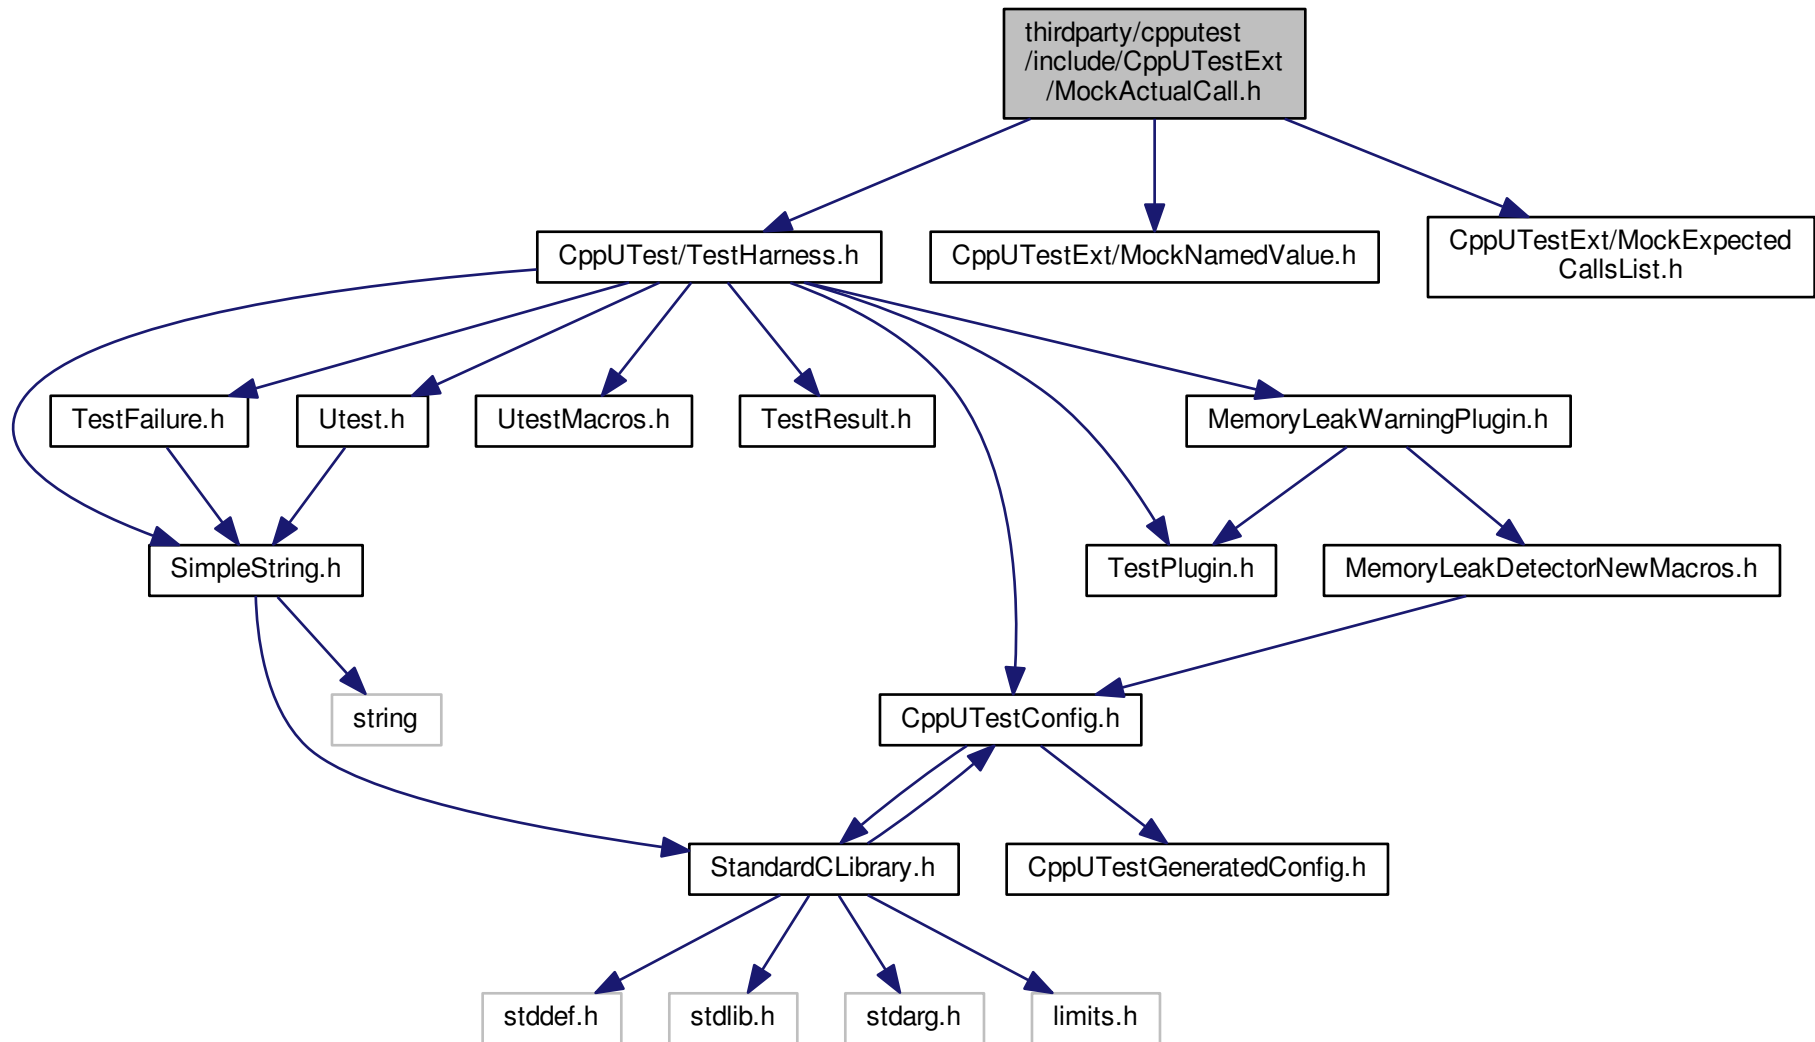 thirdparty/cpputest
/include/CppUTestExt
/MockActualCall.h
CppUTest/TestHarness.h
CppUTestExt/MockNamedValue.h
CppUTestExt/MockExpected
CallsList.h
TestFailure.h
Utest.h
UtestMacros.h
TestResult.h
MemoryLeakWarningPlugin.h
SimpleString.h
TestPlugin.h
MemoryLeakDetectorNewMacros.h
string
CppUTestConfig.h
StandardCLibrary.h
CppUTestGeneratedConfig.h
stddef.h
stdlib.h
stdarg.h
limits.h